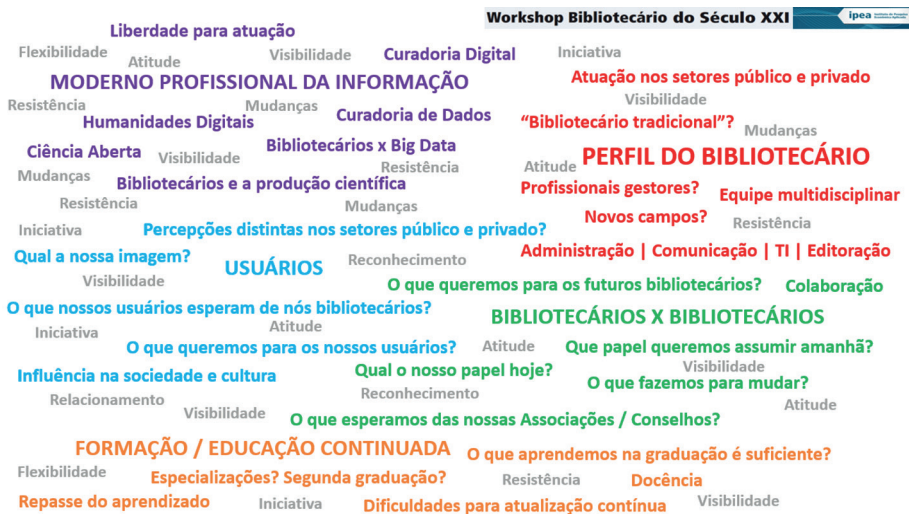 Workshop Bibliotecário do Século XXI
ipea Instituto de Pesquisa Econômica Aplicada
Liberdade para atuação
Flexibilidade Atitude Visibilidade Curadoria Digital Iniciativa
MODERNO PROFISSIONAL DA INFORMAÇÃO Atuação nos setores público e privado
Resistência Mudanças Visibilidade
Humanidades Digitais Curadoria de Dados “Bibliotecário tradicional”? Mudanças
Ciência Aberta Visibilidade Bibliotecários x Big Data PERFIL DO BIBLIOTECÁRIO
Mudanças Resistência Atitude
Bibliotecários e a produção científica Profissionais gestores? Equipe multidisciplinar
Resistência Mudanças Novos campos? Resistência
Iniciativa Percepções distintas nos setores público e privado?
Qual a nossa imagem? USUÁRIOS Reconhecimento Administração | Comunicação | TI | Editoração
Visibilidade O que queremos para os futuros bibliotecários? Colaboração
O que nossos usuários esperam de nós bibliotecários? BIBLIOTECÁRIOS X BIBLIOTECÁRIOS
Iniciativa Atitude
O que queremos para os nossos usuários? Atitude Que papel queremos assumir amanhã?
Influência na sociedade e cultura Qual o nosso papel hoje? Visibilidade
Relacionamento Reconhecimento O que fazemos para mudar?
Visibilidade O que esperamos das nossas Associações / Conselhos? Atitude
FORMAÇÃO / EDUCAÇÃO CONTINUADA O que aprendemos na graduação é suficiente?
Flexibilidade Especializações? Segunda graduação? Resistência Docência
Repasse do aprendizado Iniciativa Dificuldades para atualização contínua Visibilidade